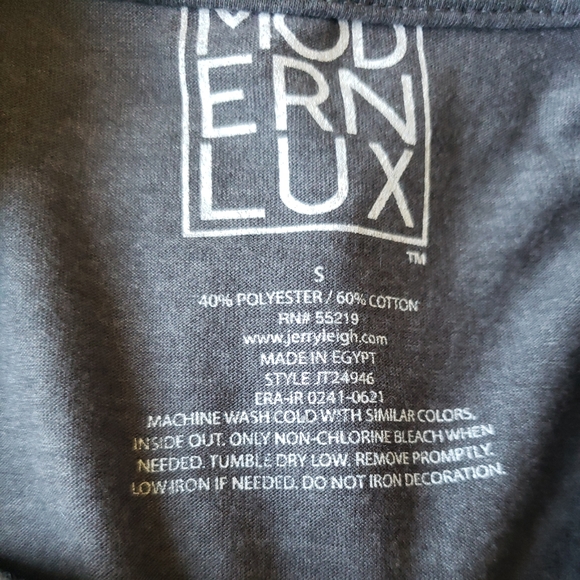 MOD
ERN
LUX
TM
S
40% POLYESTER / 60% COTTON
RN# 55219
www.jerryleigh.com
MADE IN EGYPT
STYLE JT24946
ERA-IR 0241-0621
MACHINE WASH COLD WITH SIMILAR COLORS,
INSIDE OUT. ONLY NON-CHLORINE BLEACH WHEN
NEEDED. TUMBLE DRY LOW. REMOVE PROMPTLY.
LOW IRON IF NEEDED. DO NOT IRON DECORATION.